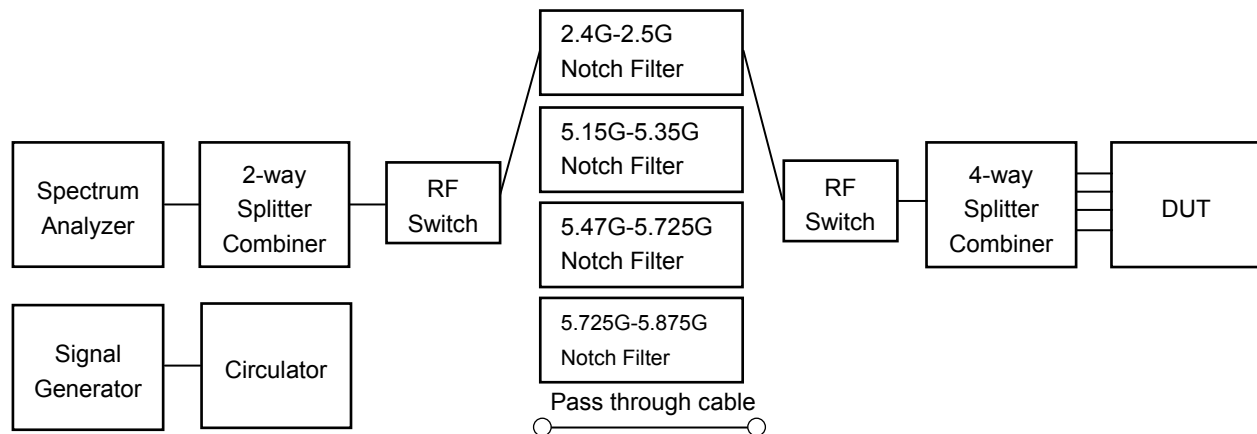 Spectrum
Analyzer
2-way
Splitter
Combiner
RF
Switch
2.4G-2.5G
Notch Filter
5.15G-5.35G
Notch Filter
5.47G-5.725G
Notch Filter
5.725G-5.875G
Notch Filter
Pass through cable
RF
Switch
4-way
Splitter
Combiner
DUT
Signal
Generator
Circulator